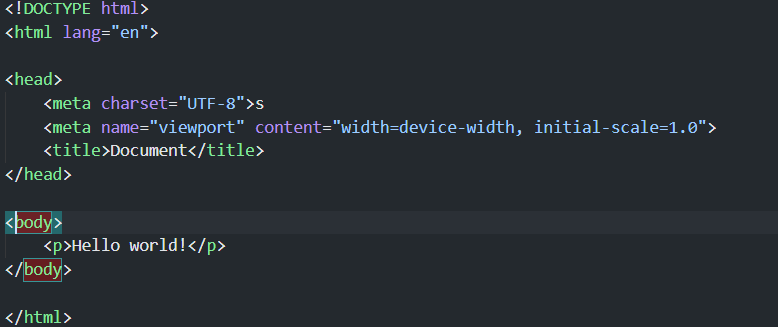 <!DOCTYPE html>
<html lang="en">
<head>
<meta charset="UTF-8">s
<meta name="viewport" content="width=device-width, initial-scale=1.0">
<title>Document</title>
</head>
<body>
<p>Hello world!</p>
</body>
</html>